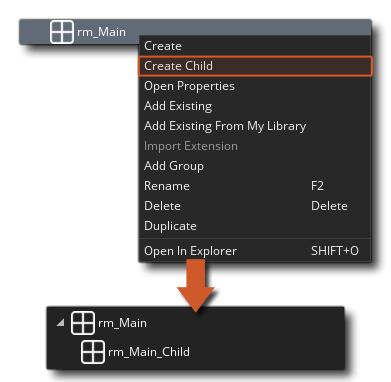 rm_Main
Create
Create Child
Open Properties
Add Existing
Add Existing From My Library
Import Extension
Add Group
Rename F2
Delete Delete
Duplicate
Open In Explorer SHIFT+O
rm_Main
rm_Main_Child